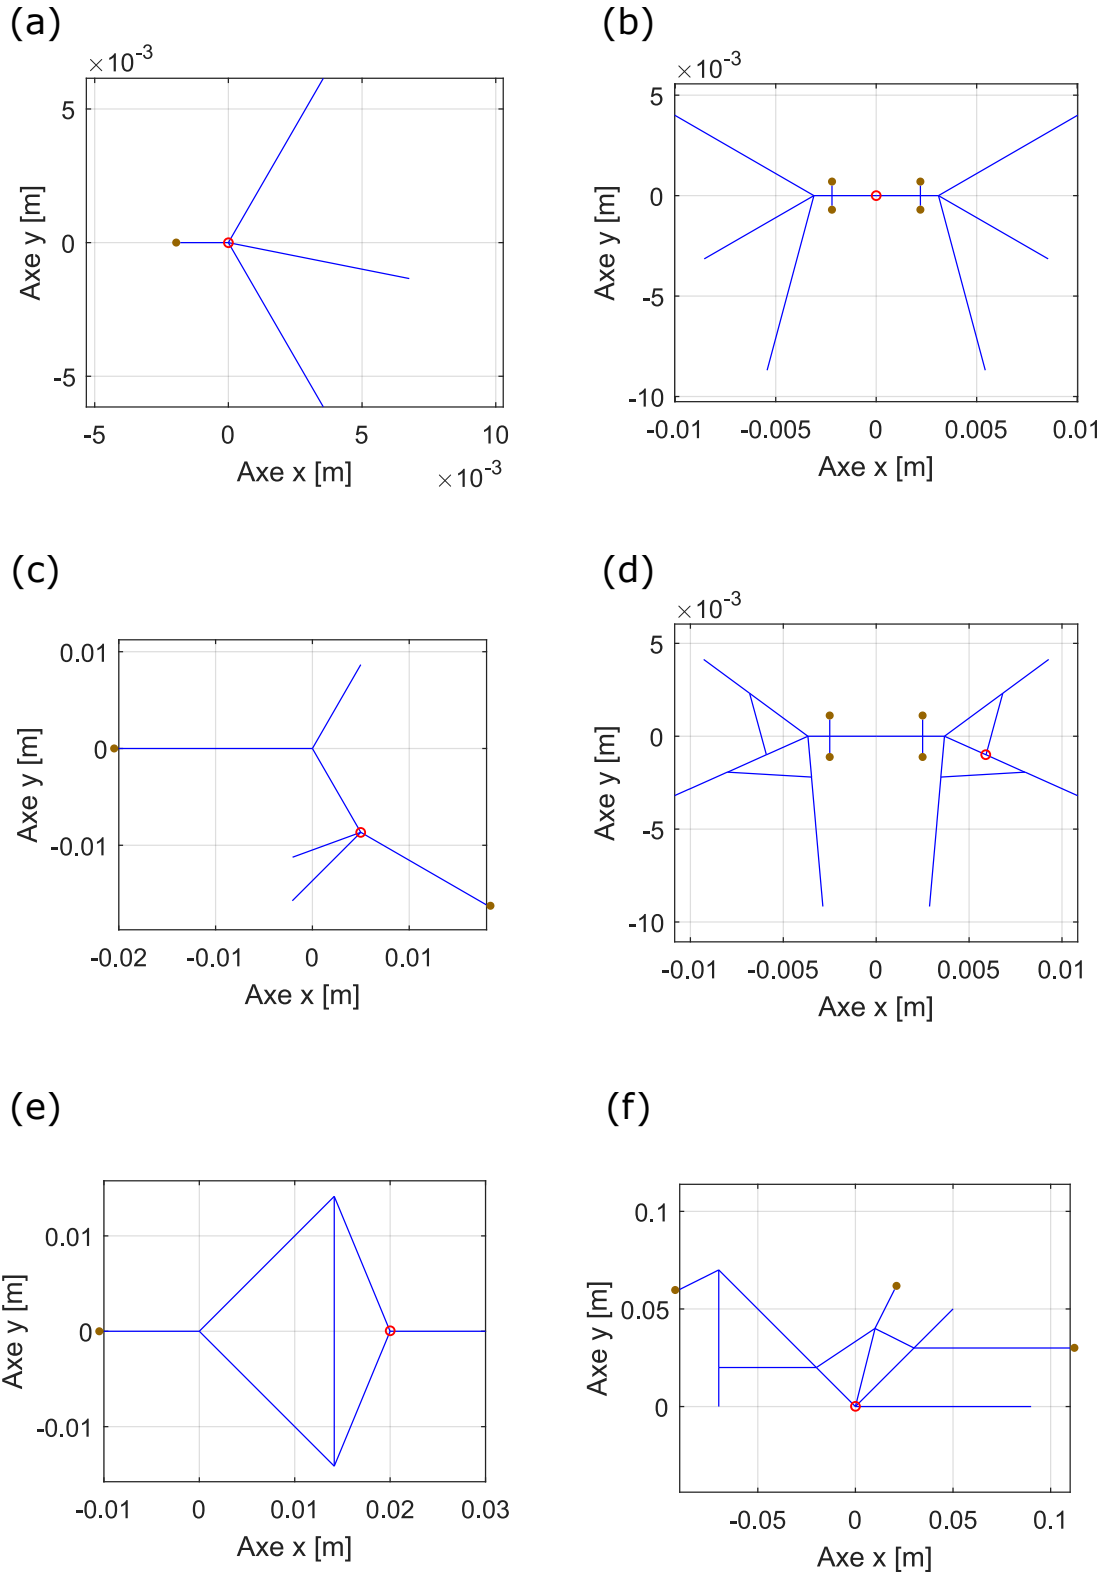 (a)
×10⁻³
5
0
-5
Axe y [m]
-5 0 5 10
Axe x [m]
×10⁻³
(b)
×10⁻³
5
0
-5
-10
Axe y [m]
-0.01 -0.005 0 0.005 0.01
Axe x [m]
(c)
0.01
0
-0.01
Axe y [m]
-0.02 -0.01 0 0.01
Axe x [m]
(d)
×10⁻³
5
0
-5
-10
Axe y [m]
-0.01 -0.005 0 0.005 0.01
Axe x [m]
(e)
0.01
0
-0.01
Axe y [m]
-0.01 0 0.01 0.02 0.03
Axe x [m]
(f)
0.1
0.05
0
Axe y [m]
-0.05 0 0.05 0.1
Axe x [m]